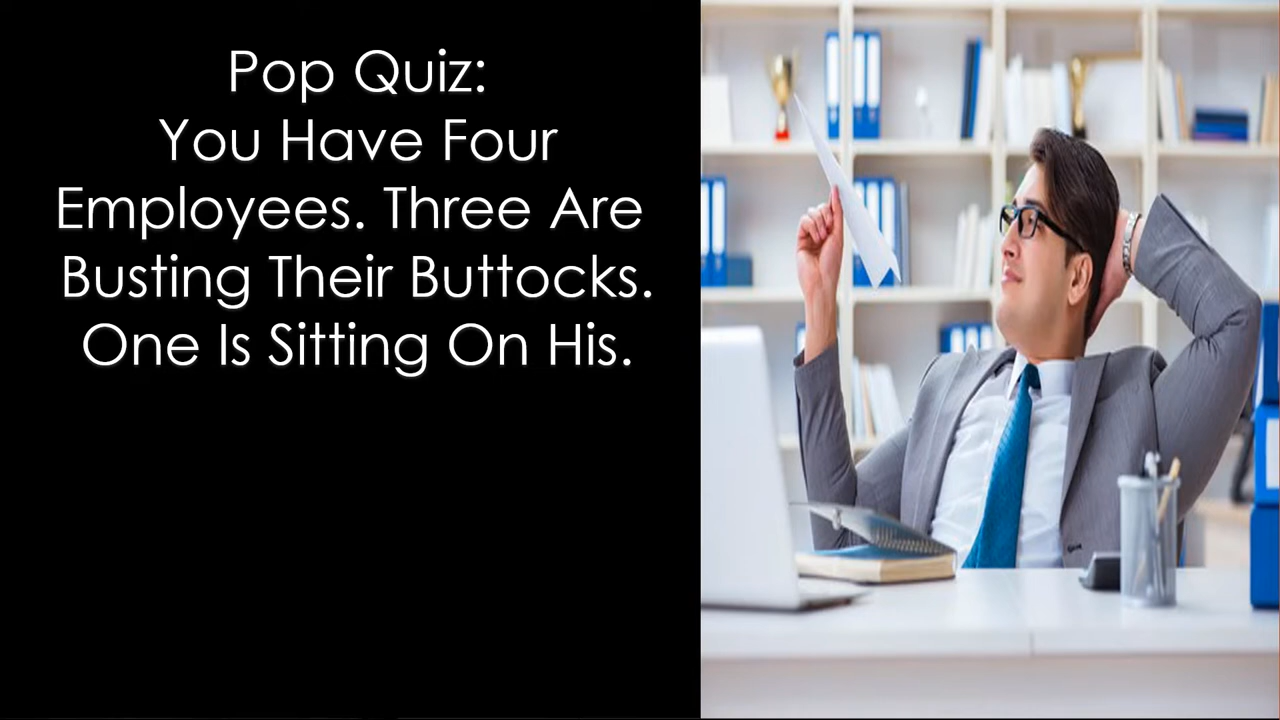 Pop Quiz:
You Have Four
Employees. Three Are
Busting Their Buttocks.
One Is Sitting On His.